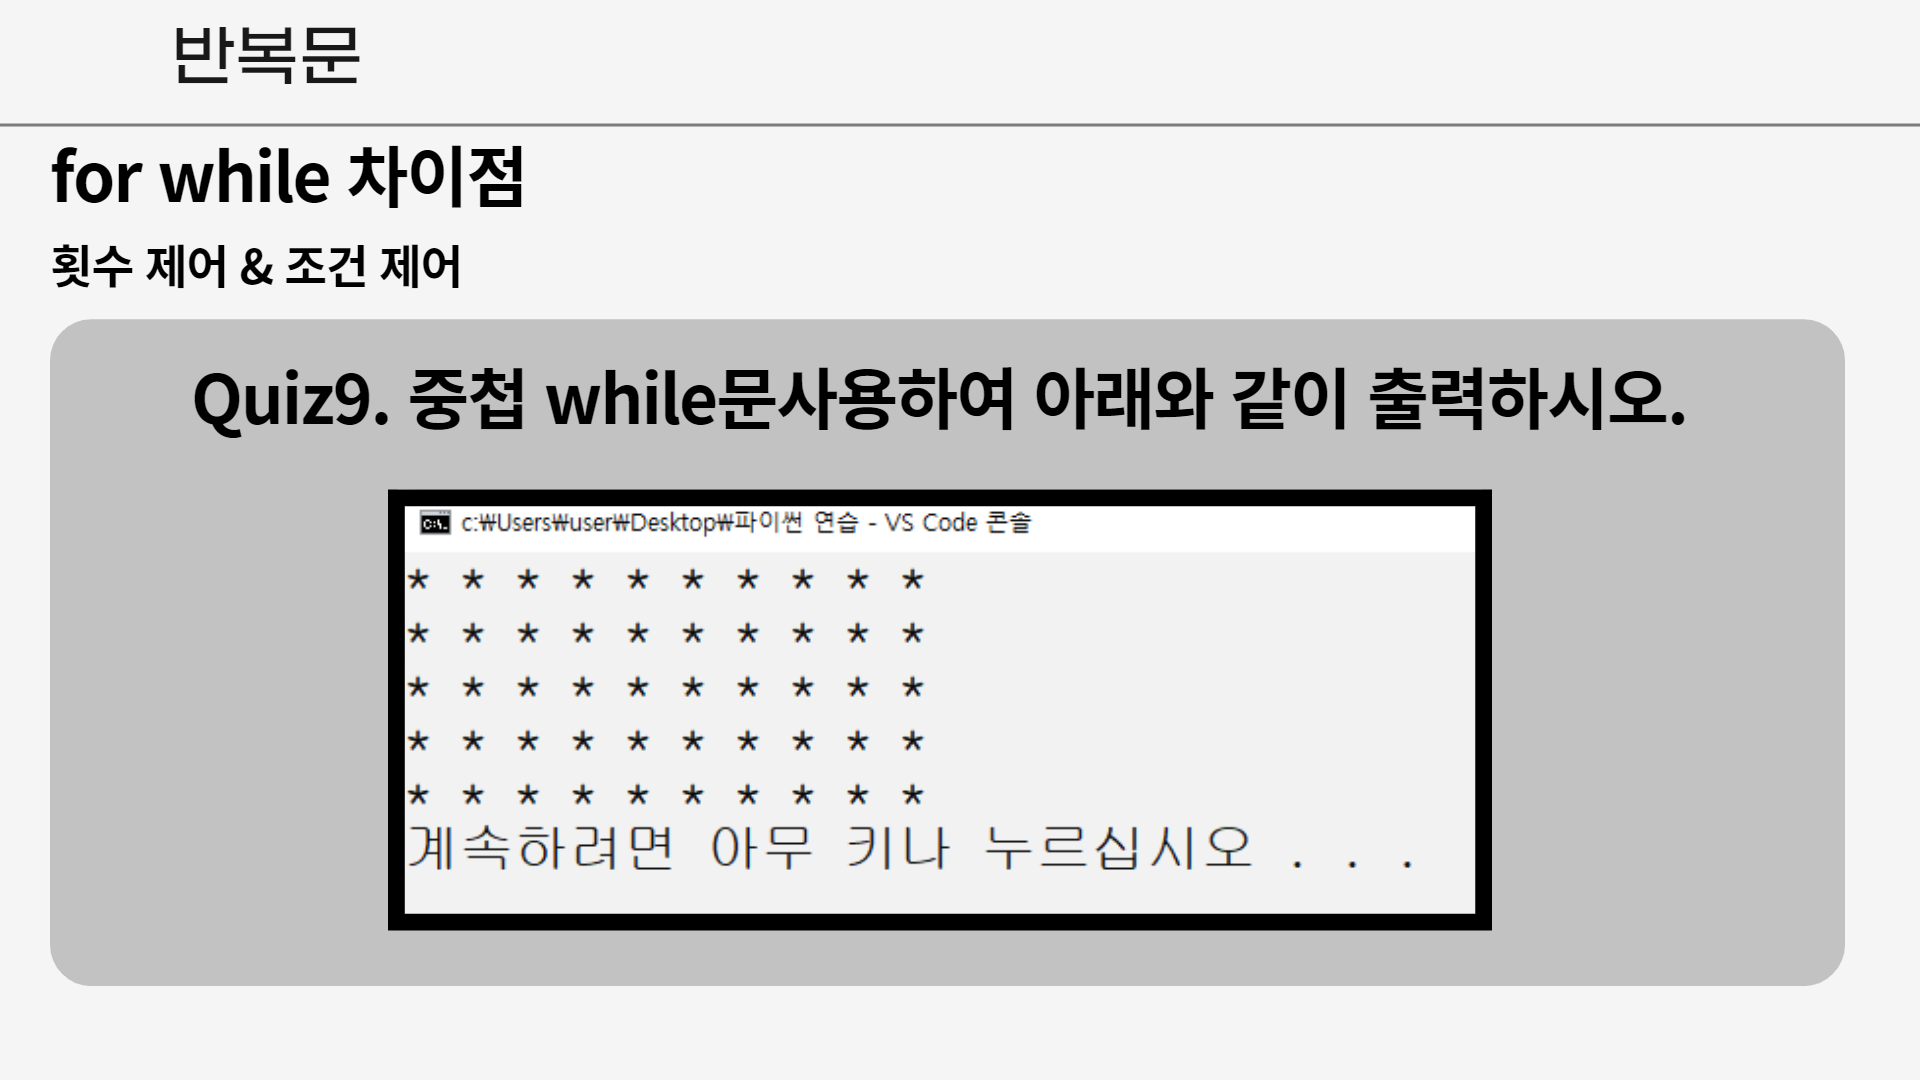 반복문
for while 차이점
횟수 제어 & 조건 제어
Quiz9. 중첩 while문사용하여 아래와 같이 출력하시오.
c:₩Users₩user₩Desktop₩파이썬 연습 - VS Code 콘솔
* * * * * * * * * *
* * * * * * * * * *
* * * * * * * * * *
* * * * * * * * * *
* * * * * * * * * *
계속하려면 아무 키나 누르십시오 . . .